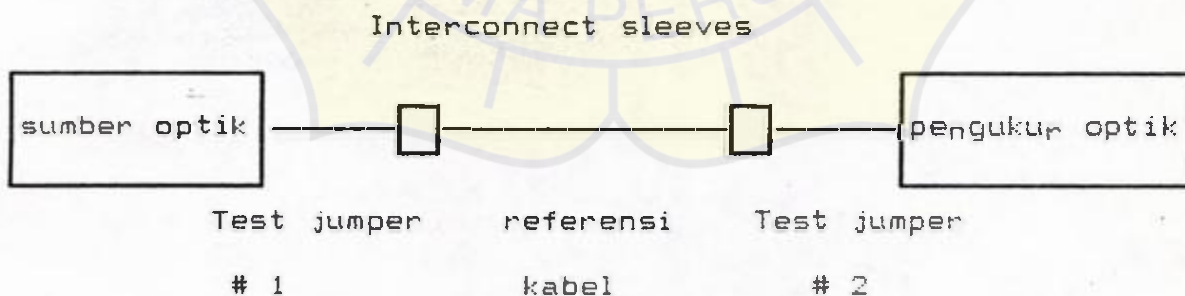 Interconnect sleeves
sumber optik
pengukur optik
Test jumper
# 1
referensi
kabel
Test jumper
# 2